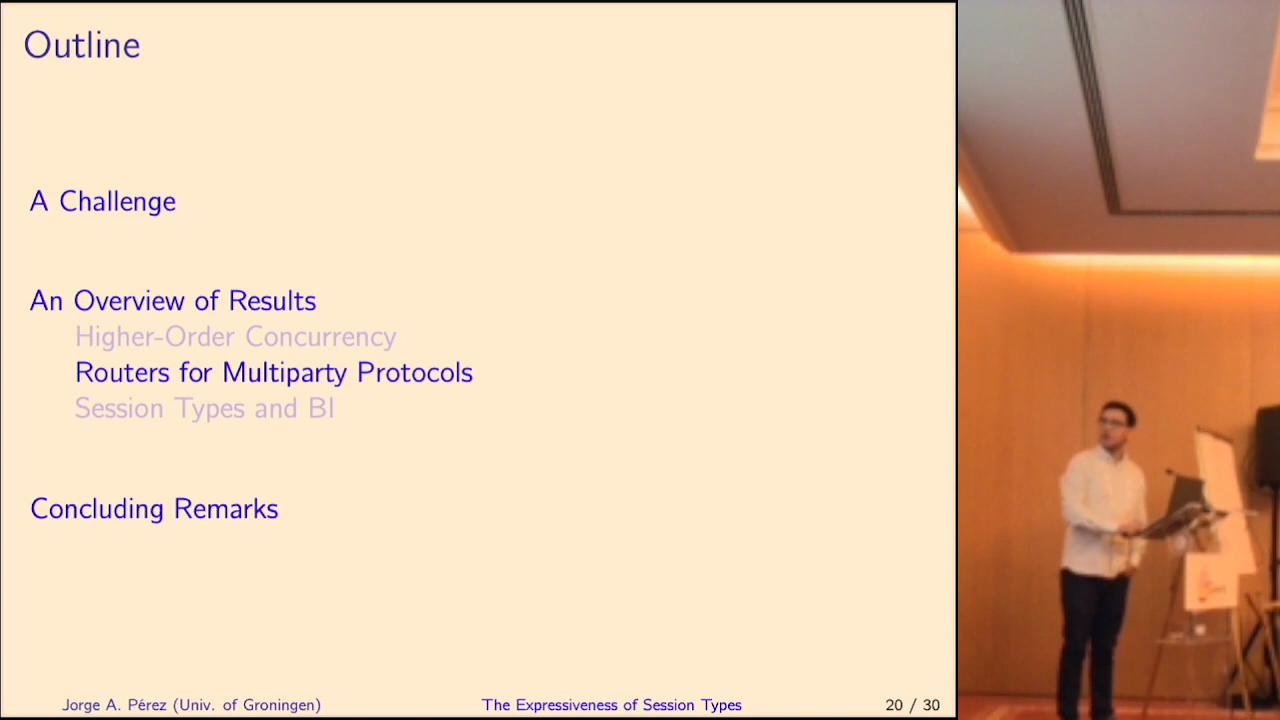 Outline
A Challenge
An Overview of Results
Higher-Order Concurrency
Routers for Multiparty Protocols
Session Types and BI
Concluding Remarks
Jorge A. Pérez (Univ. of Groningen) The Expressiveness of Session Types 20 / 30